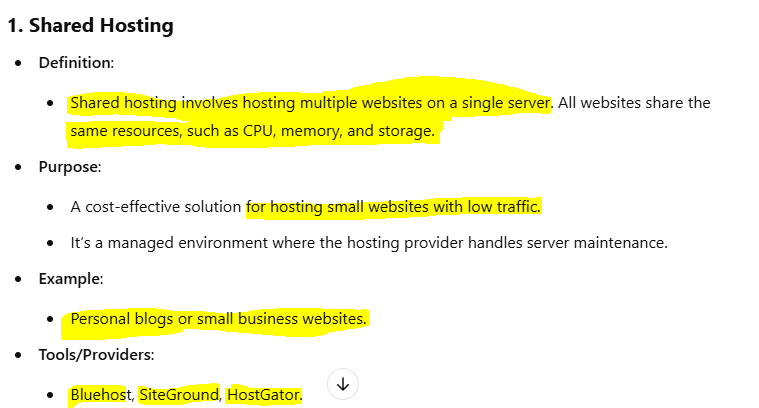 1. Shared Hosting
Definition:
Shared hosting involves hosting multiple websites on a single server. All websites share the
same resources, such as CPU, memory, and storage.
Purpose:
A cost-effective solution for hosting small websites with low traffic.
It's a managed environment where the hosting provider handles server maintenance.
Example:
Personal blogs or small business websites.
Tools/Providers:
Bluehost, SiteGround, HostGator.